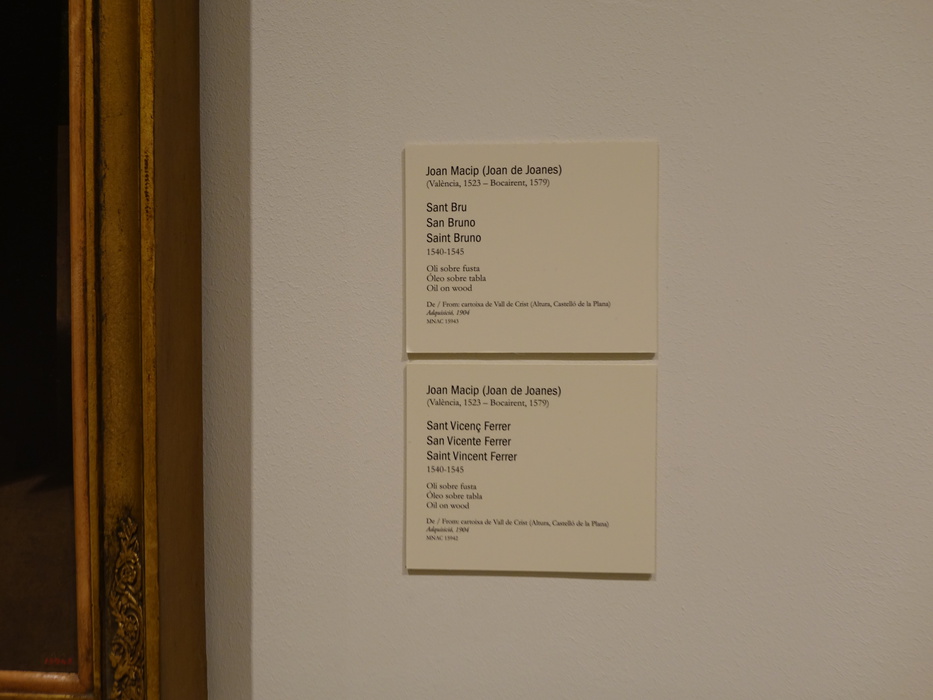 Joan Macip (Joan de Joanes)
(València, 1523 – Bocairent, 1579)
Sant Bru
San Bruno
Saint Bruno
1540-1545
Oli sobre fusta
Óleo sobre tabla
Oil on wood
De / From: cartoixa de Vall de Crist (Altura, Castelló de la Plana)
Adquisició, 1904
MNAC
Joan Macip (Joan de Joanes)
(València, 1523 – Bocairent, 1579)
Sant Vicenç Ferrer
San Vicente Ferrer
Saint Vincent Ferrer
1540-1545
Oli sobre fusta
Óleo sobre tabla
Oil on wood
De / From: cartoixa de Vall de Crist (Altura, Castelló de la Plana)
Adquisició, 1904
MNAC